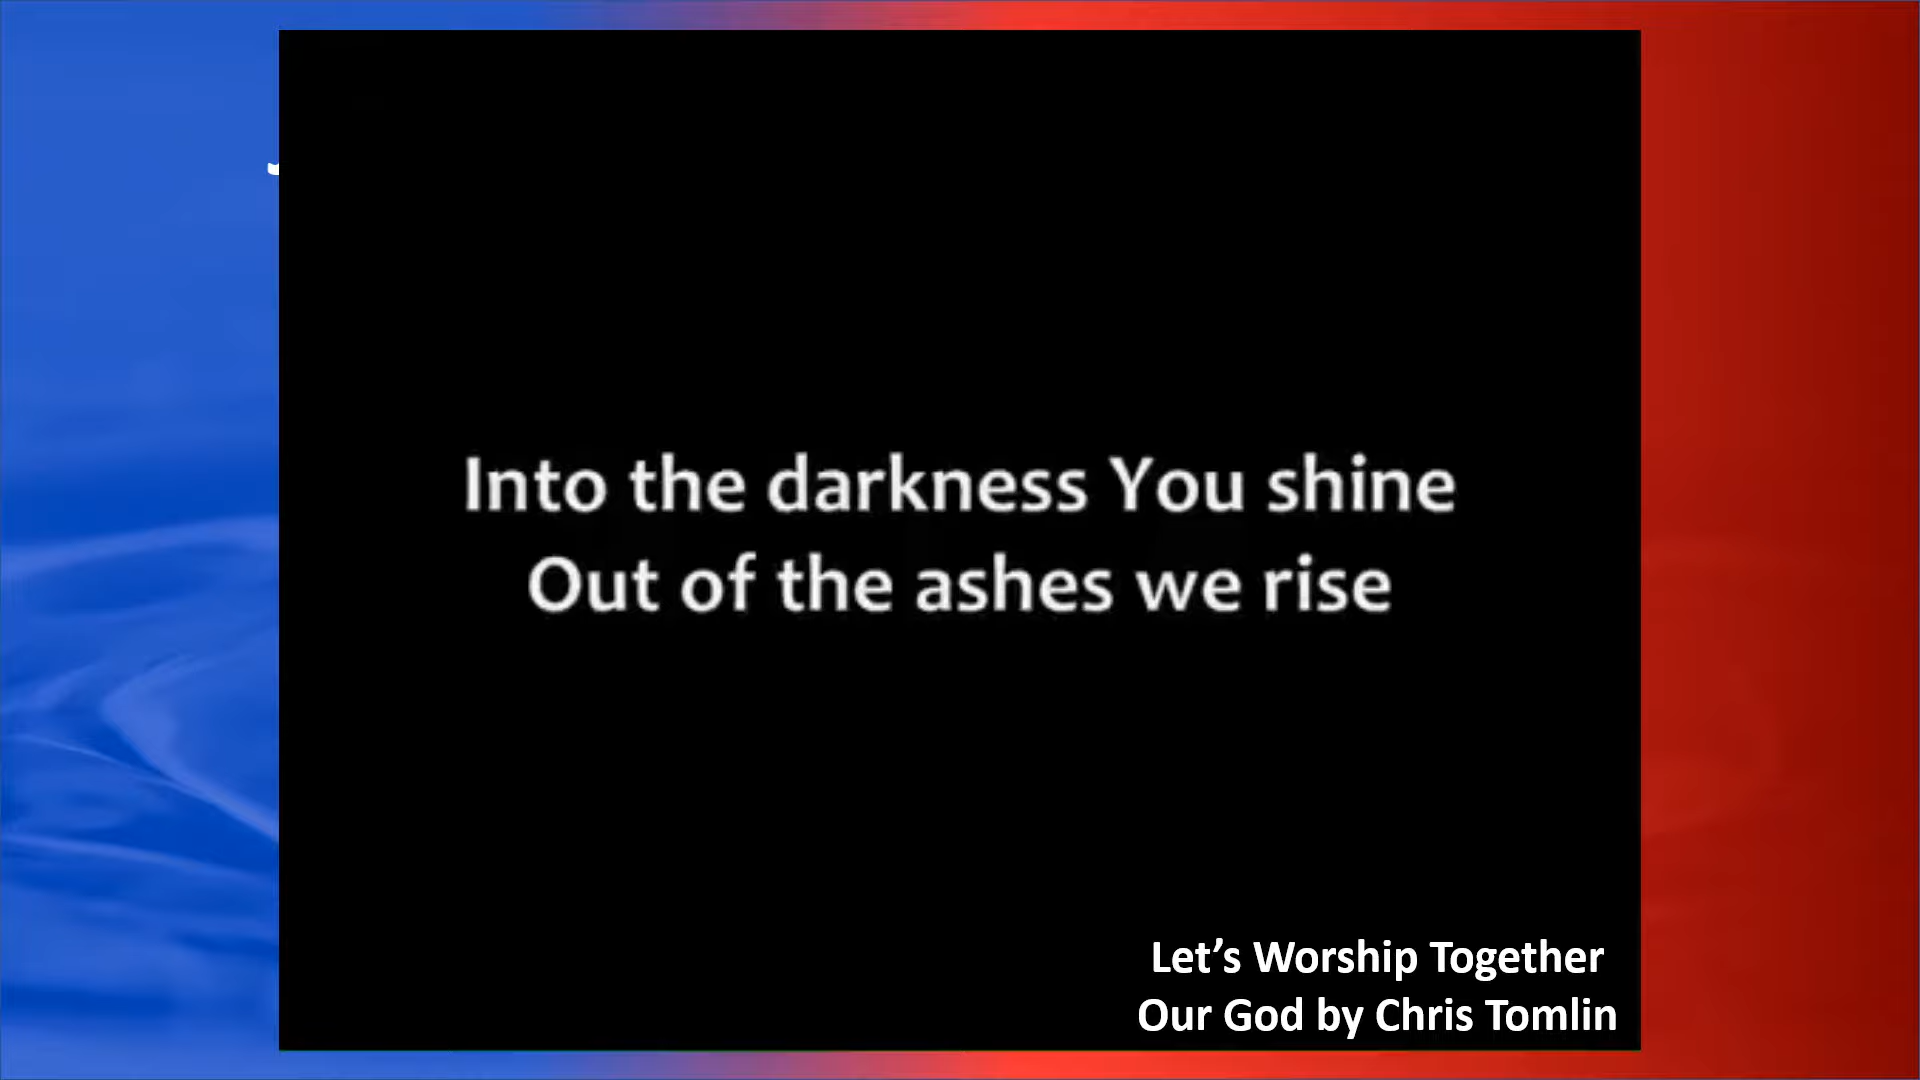 Into the darkness You shine
Out of the ashes we rise
Let’s Worship Together
Our God by Chris Tomlin